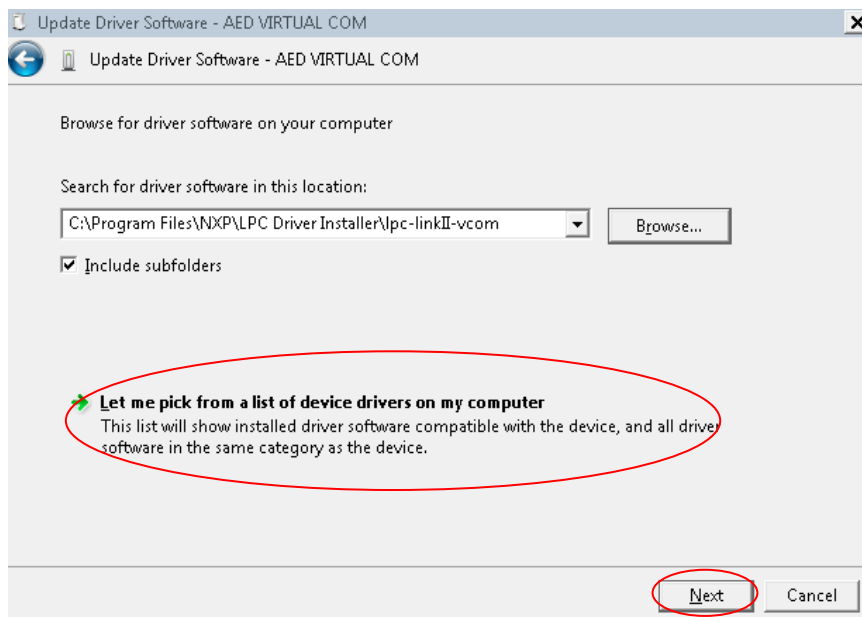 Update Driver Software - AED VIRTUAL COM
Update Driver Software - AED VIRTUAL COM
Browse for driver software on your computer
Search for driver software in this location:
C:\Program Files\NXP\LPC Driver Installer\lpc-linkII-vcom
Browse...
Include subfolders
Let me pick from a list of device drivers on my computer
This list will show installed driver software compatible with the device, and all driver
software in the same category as the device.
Next
Cancel